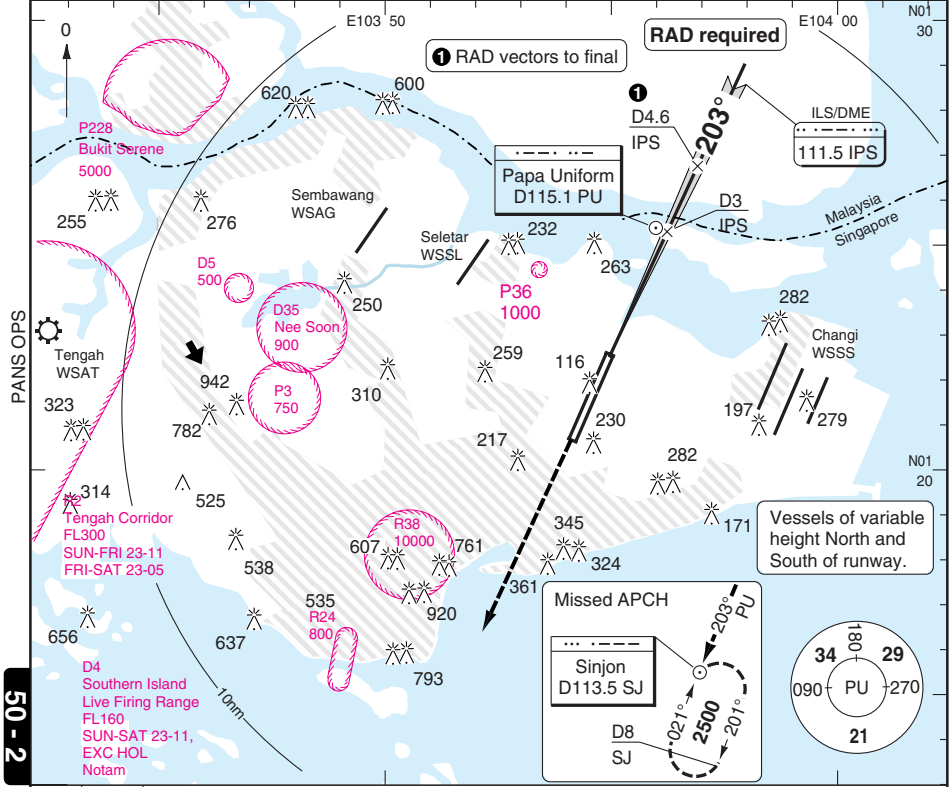 0
E103 50
E104 00
N01
30
❶ RAD vectors to final
RAD required
❶
D4.6
IPS
203°
ILS/DME
111.5 IPS
620
600
P228
Bukit Serene
5000
Papa Uniform
D115.1 PU
D3
IPS
Malaysia
Singapore
Sembawang
WSAG
255
276
Seletar
WSSL
232
263
D5
500
250
P36
1000
D35
Nee Soon
900
282
Changi
WSSS
PANS OPS
Tengah
WSAT
259
116
942
310
P3
750
323
782
197
279
230
217
282
N01
20
314
525
R2
Tengah Corridor
FL300
SUN-FRI 23-11
FRI-SAT 23-05
R38
10000
607
761
345
171
Vessels of variable
height North and
South of runway.
538
324
361
535
R24
800
920
Missed APCH
203°
PU
656
637
Sinjon
D113.5 SJ
793
D4
Southern Island
Live Firing Range
FL160
SUN-SAT 23-11,
EXC HOL
Notam
10nm
021°
2500
201°
D8
SJ
180
34
29
090
PU
270
21
50 - 2